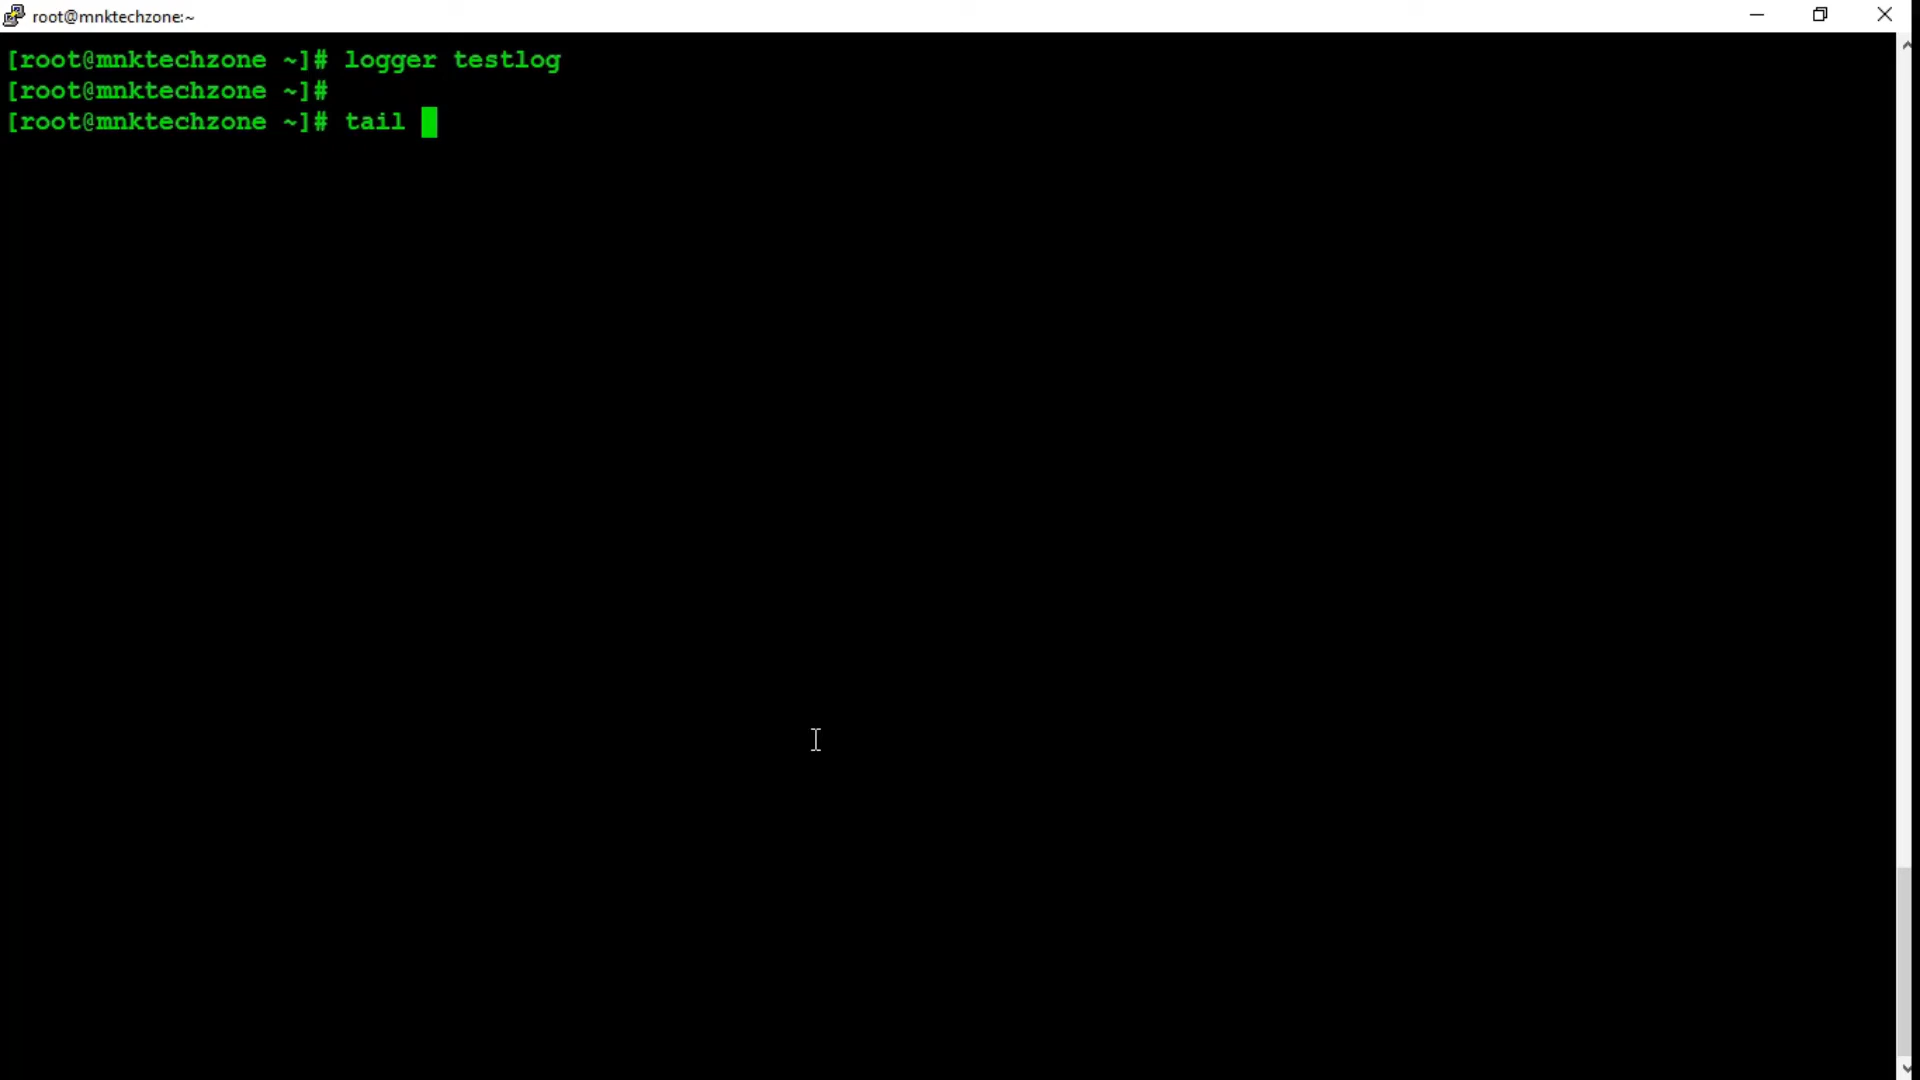 root@mnktechzone:~
[root@mnktechzone ~]# logger testlog
[root@mnktechzone ~]#
[root@mnktechzone ~]# tail